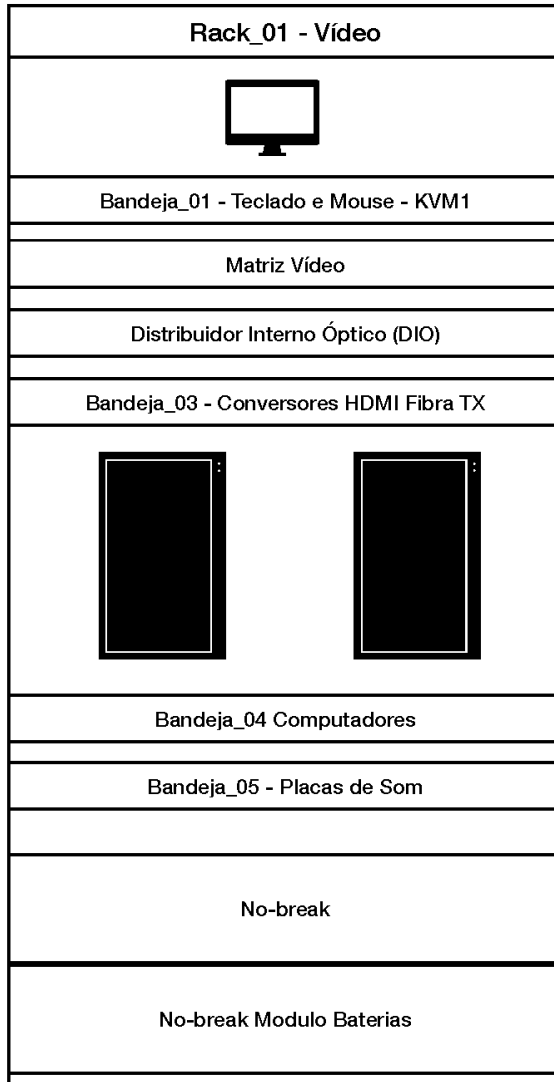 Rack_01 - Vídeo
Bandeja_01 - Teclado e Mouse - KVM1
Matriz Vídeo
Distribuidor Interno Óptico (DIO)
Bandeja_03 - Conversores HDMI Fibra TX
Bandeja_04 Computadores
Bandeja_05 - Placas de Som
No-break
No-break Modulo Baterias